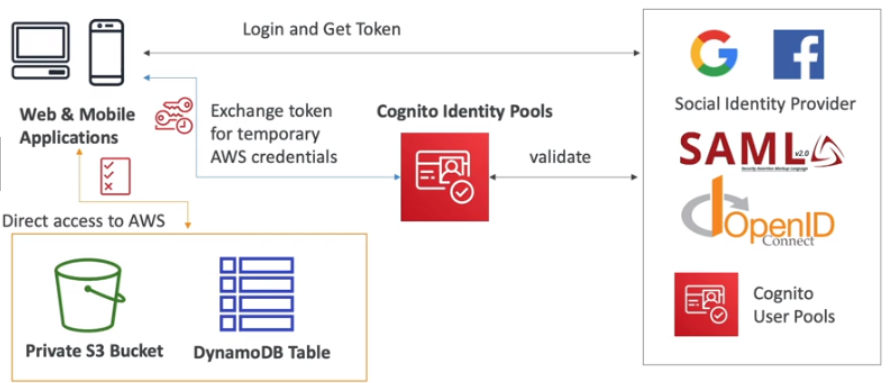 Login and Get Token
Web & Mobile
Applications
Exchange token
for temporary
AWS credentials
Cognito Identity Pools
validate
Direct access to AWS
Private S3 Bucket
DynamoDB Table
Social Identity Provider
SAML v2.0
Security Assertion Markup Language
OpenID
Connect
Cognito
User Pools